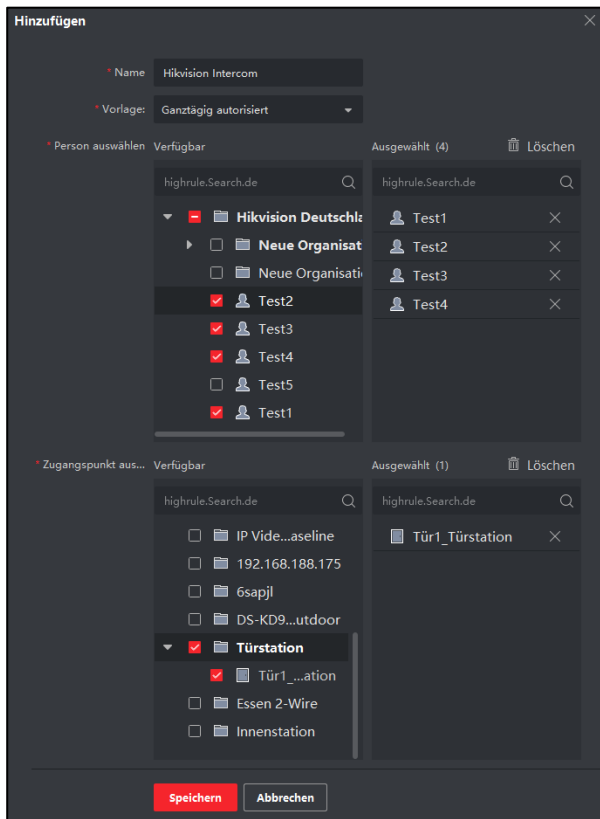 Hinzufügen
* Name Hikvision Intercom
* Vorlage: Ganztägig autorisiert
* Person auswählen Verfügbar Ausgewählt (4) Löschen
highrule.Search.de highrule.Search.de
Hikvision Deutschla Test1
Neue Organisat Test2
Neue Organisati Test3
Test2 Test4
Test3
Test4
Test5
Test1
* Zugangspunkt aus... Verfügbar Ausgewählt (1) Löschen
highrule.Search.de highrule.Search.de
IP Vide...aseline Tür1_Türstation
192.168.188.175
6sapjl
DS-KD9...utdoor
Türstation
Tür1_...ation
Essen 2-Wire
Innenstation
Speichern Abbrechen